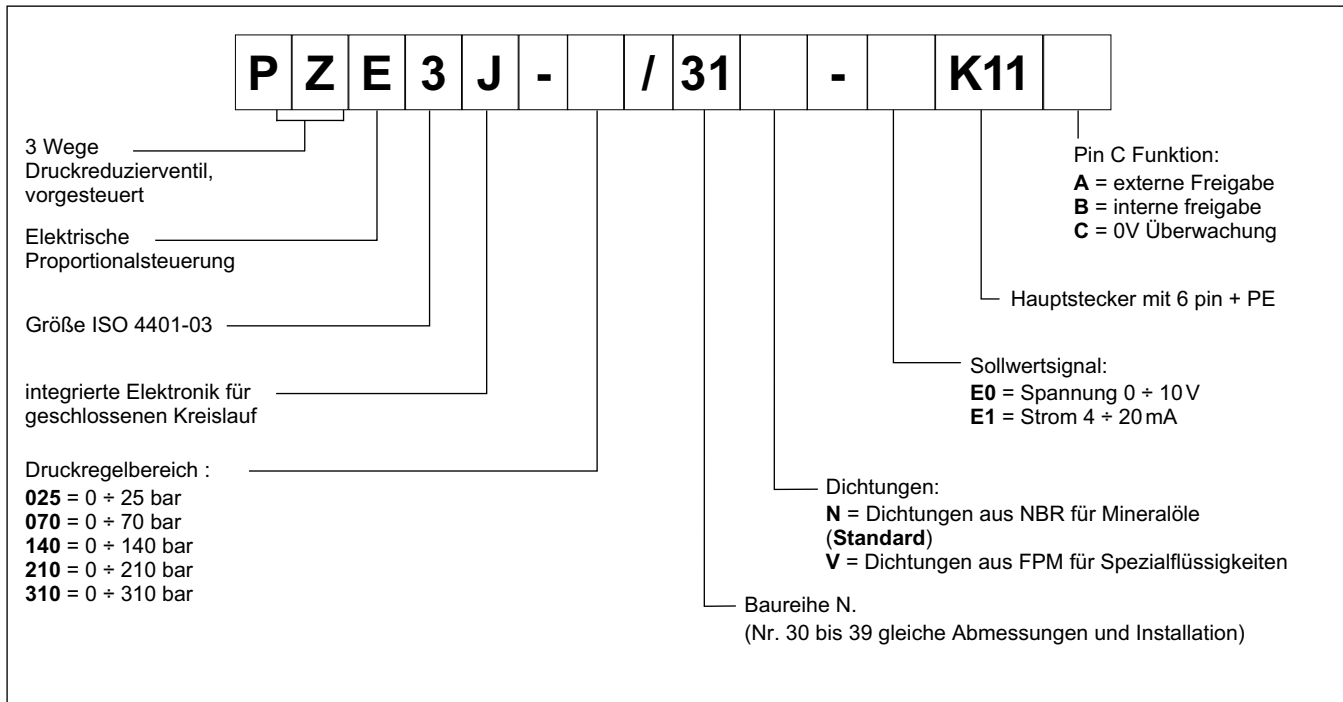 P Z E 3 J - / 31 - K11
3 Wege
Druckreduzierventil,
vorgesteuert
Elektrische
Proportionalsteuerung
Größe ISO 4401-03
integrierte Elektronik für
geschlossenen Kreislauf
Druckregelbereich :
025 = 0 ÷ 25 bar
070 = 0 ÷ 70 bar
140 = 0 ÷ 140 bar
210 = 0 ÷ 210 bar
310 = 0 ÷ 310 bar
Pin C Funktion:
A = externe Freigabe
B = interne freigabe
C = 0V Überwachung
Hauptstecker mit 6 pin + PE
Sollwertsignal:
E0 = Spannung 0 ÷ 10 V
E1 = Strom 4 ÷ 20 mA
Dichtungen:
N = Dichtungen aus NBR für Mineralöle
(Standard)
V = Dichtungen aus FPM für Spezialflüssigkeiten
Baureihe N.
(Nr. 30 bis 39 gleiche Abmessungen und Installation)